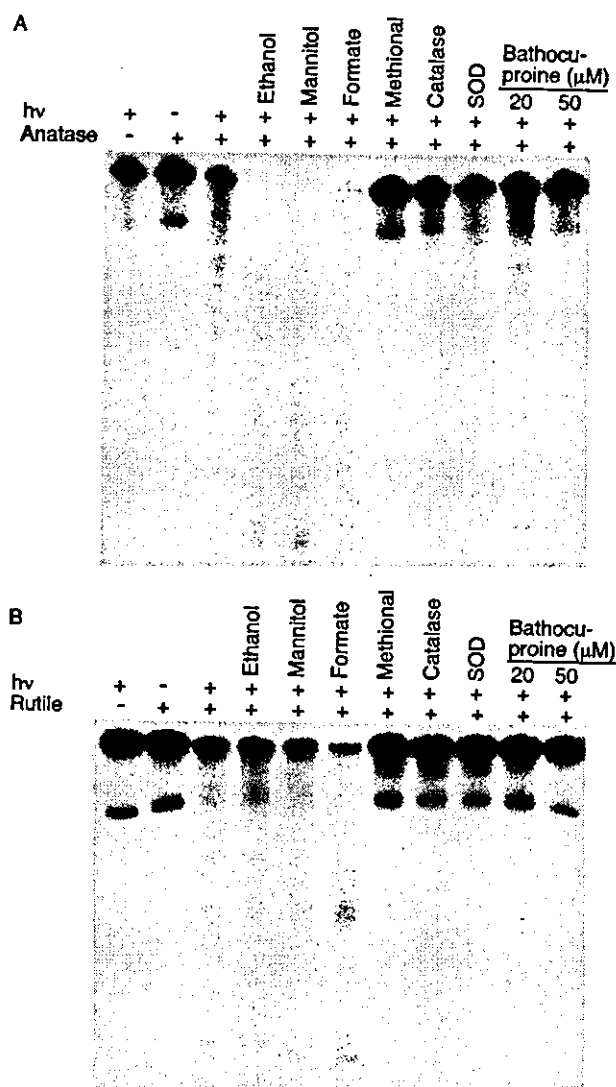 A
Ethanol
Mannitol
Formate
Methional
Catalase
SOD
Bathocu-
proine (μM)
20 50
hν + - + + + + + + + + +
Anatase - + + + + + + + + + +
B
Ethanol
Mannitol
Formate
Methional
Catalase
SOD
Bathocu-
proine (μM)
20 50
hν + - + + + + + + + + +
Rutile - + + + + + + + + + +